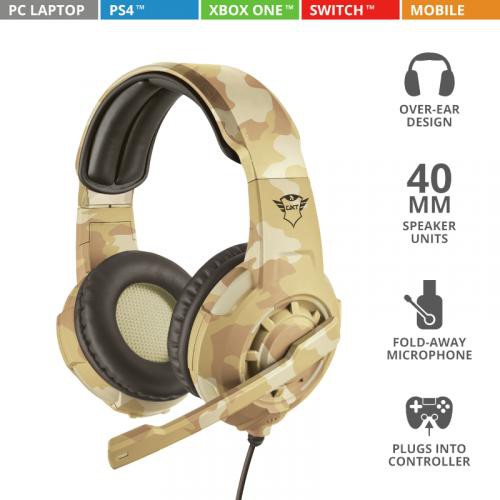 PC LAPTOP
PS4™
XBOX ONE™
SWITCH™
MOBILE
OVER-EAR
DESIGN
40
MM
SPEAKER
UNITS
GXT
FOLD-AWAY
MICROPHONE
PLUGS INTO
CONTROLLER